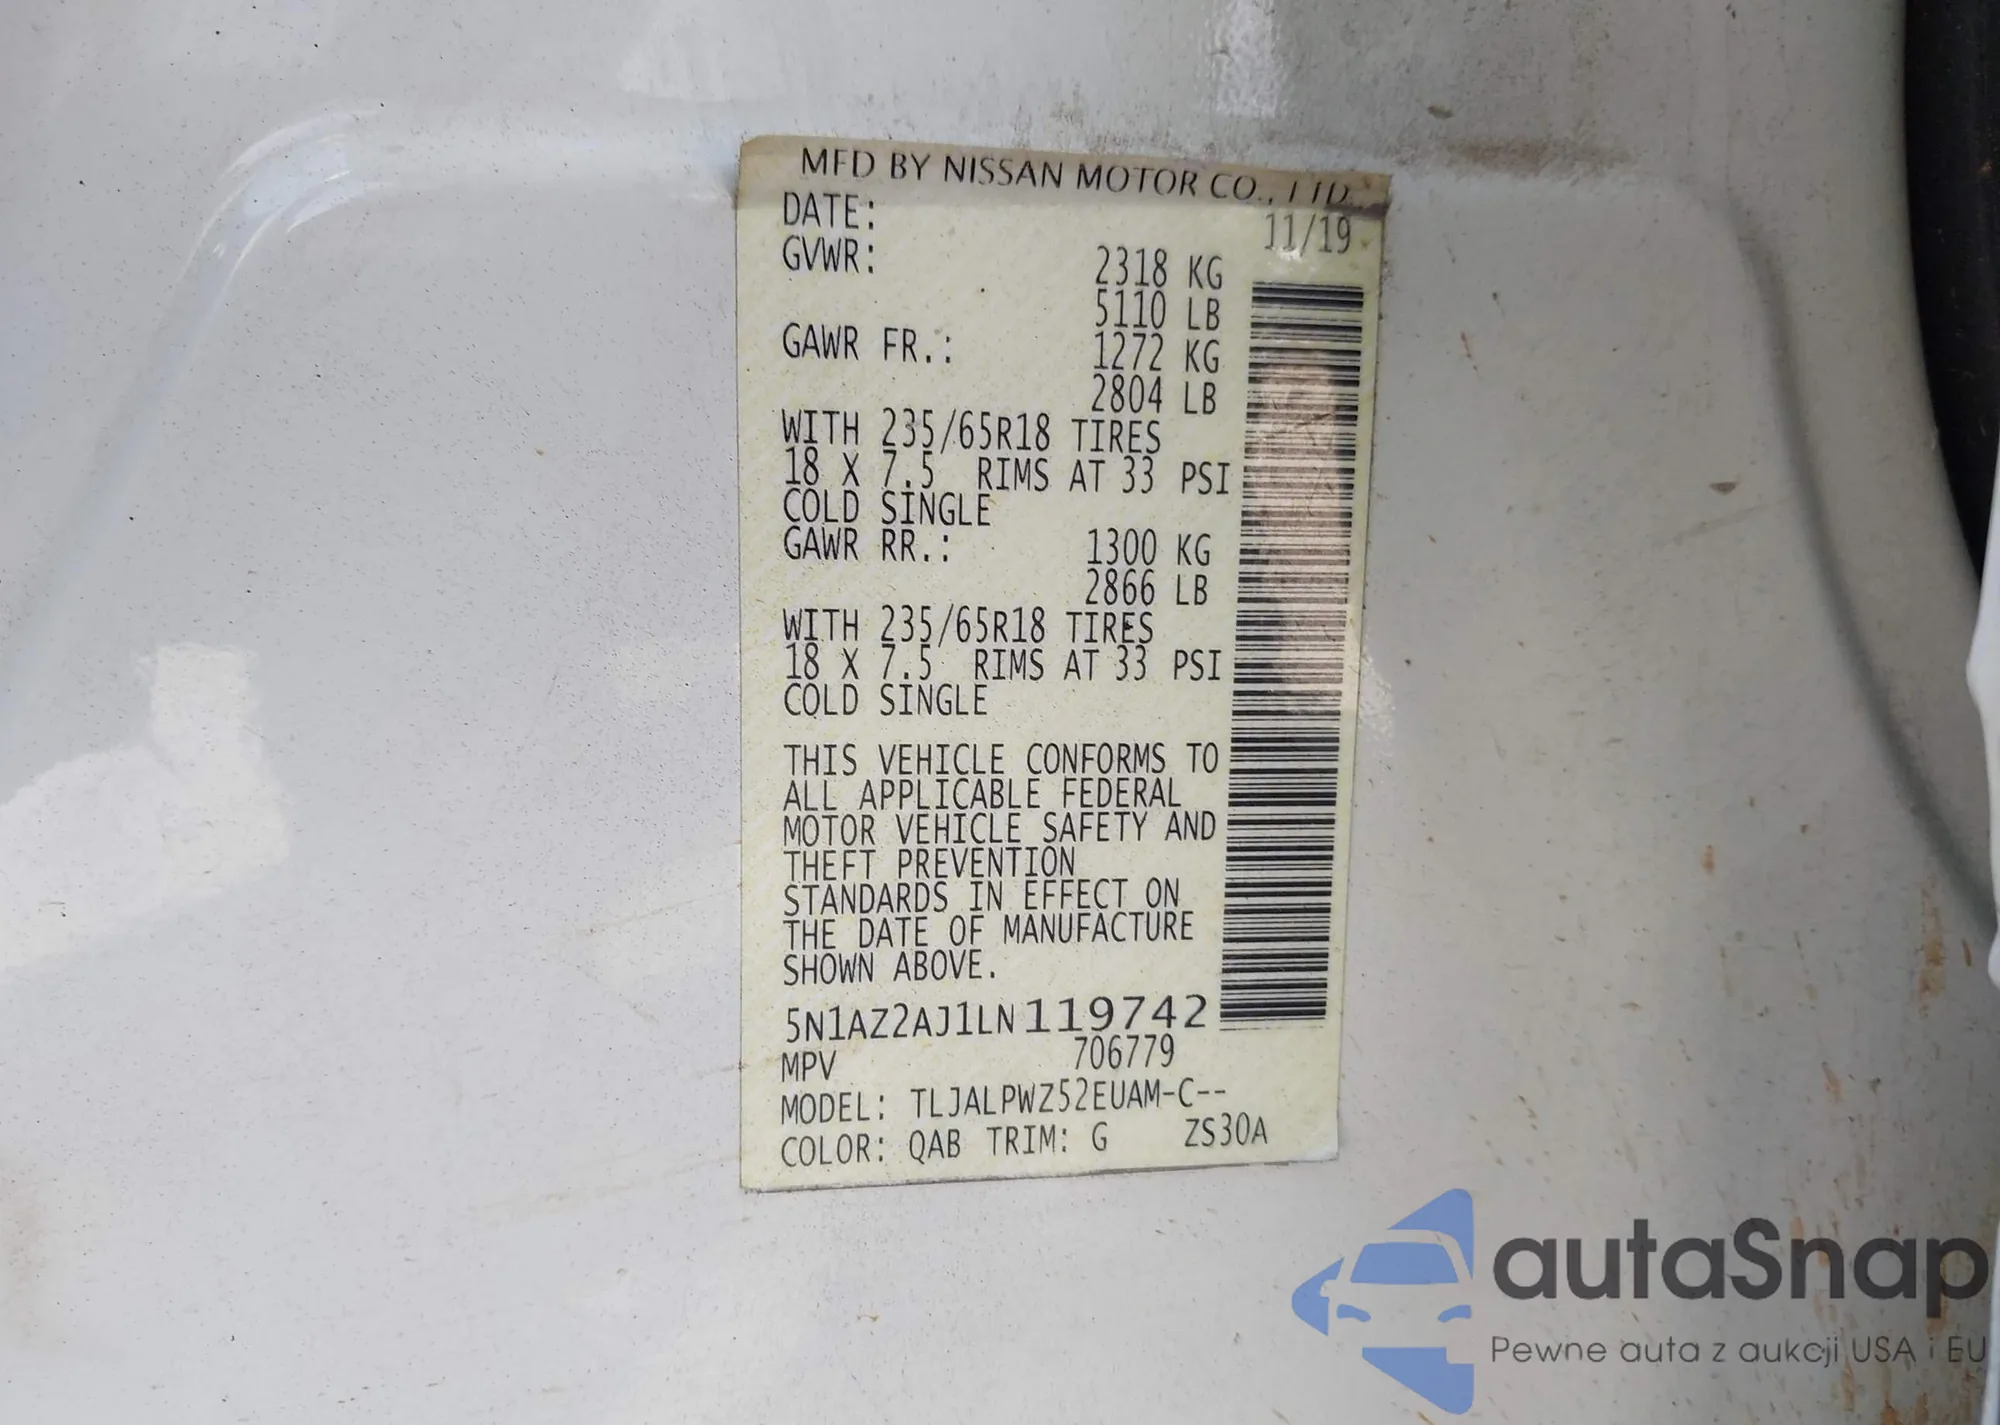 MFD BY NISSAN MOTOR CO., LTD.
DATE: 11/19
GVWR: 2318 KG
5110 LB
GAWR FR.: 1272 KG
2804 LB
WITH 235/65R18 TIRES
18 X 7.5 RIMS AT 33 PSI
COLD SINGLE
GAWR RR.: 1300 KG
2866 LB
WITH 235/65R18 TIRES
18 X 7.5 RIMS AT 33 PSI
COLD SINGLE
THIS VEHICLE CONFORMS TO
ALL APPLICABLE FEDERAL
MOTOR VEHICLE SAFETY AND
THEFT PREVENTION
STANDARDS IN EFFECT ON
THE DATE OF MANUFACTURE
SHOWN ABOVE.
5N1AZ2AJ1LN119742
MPV 706779
MODEL: TLJALPWZ52EUAM-C--
COLOR: QAB TRIM: G ZS30A
autaSnap
Pewne auta z aukcji USA i EU